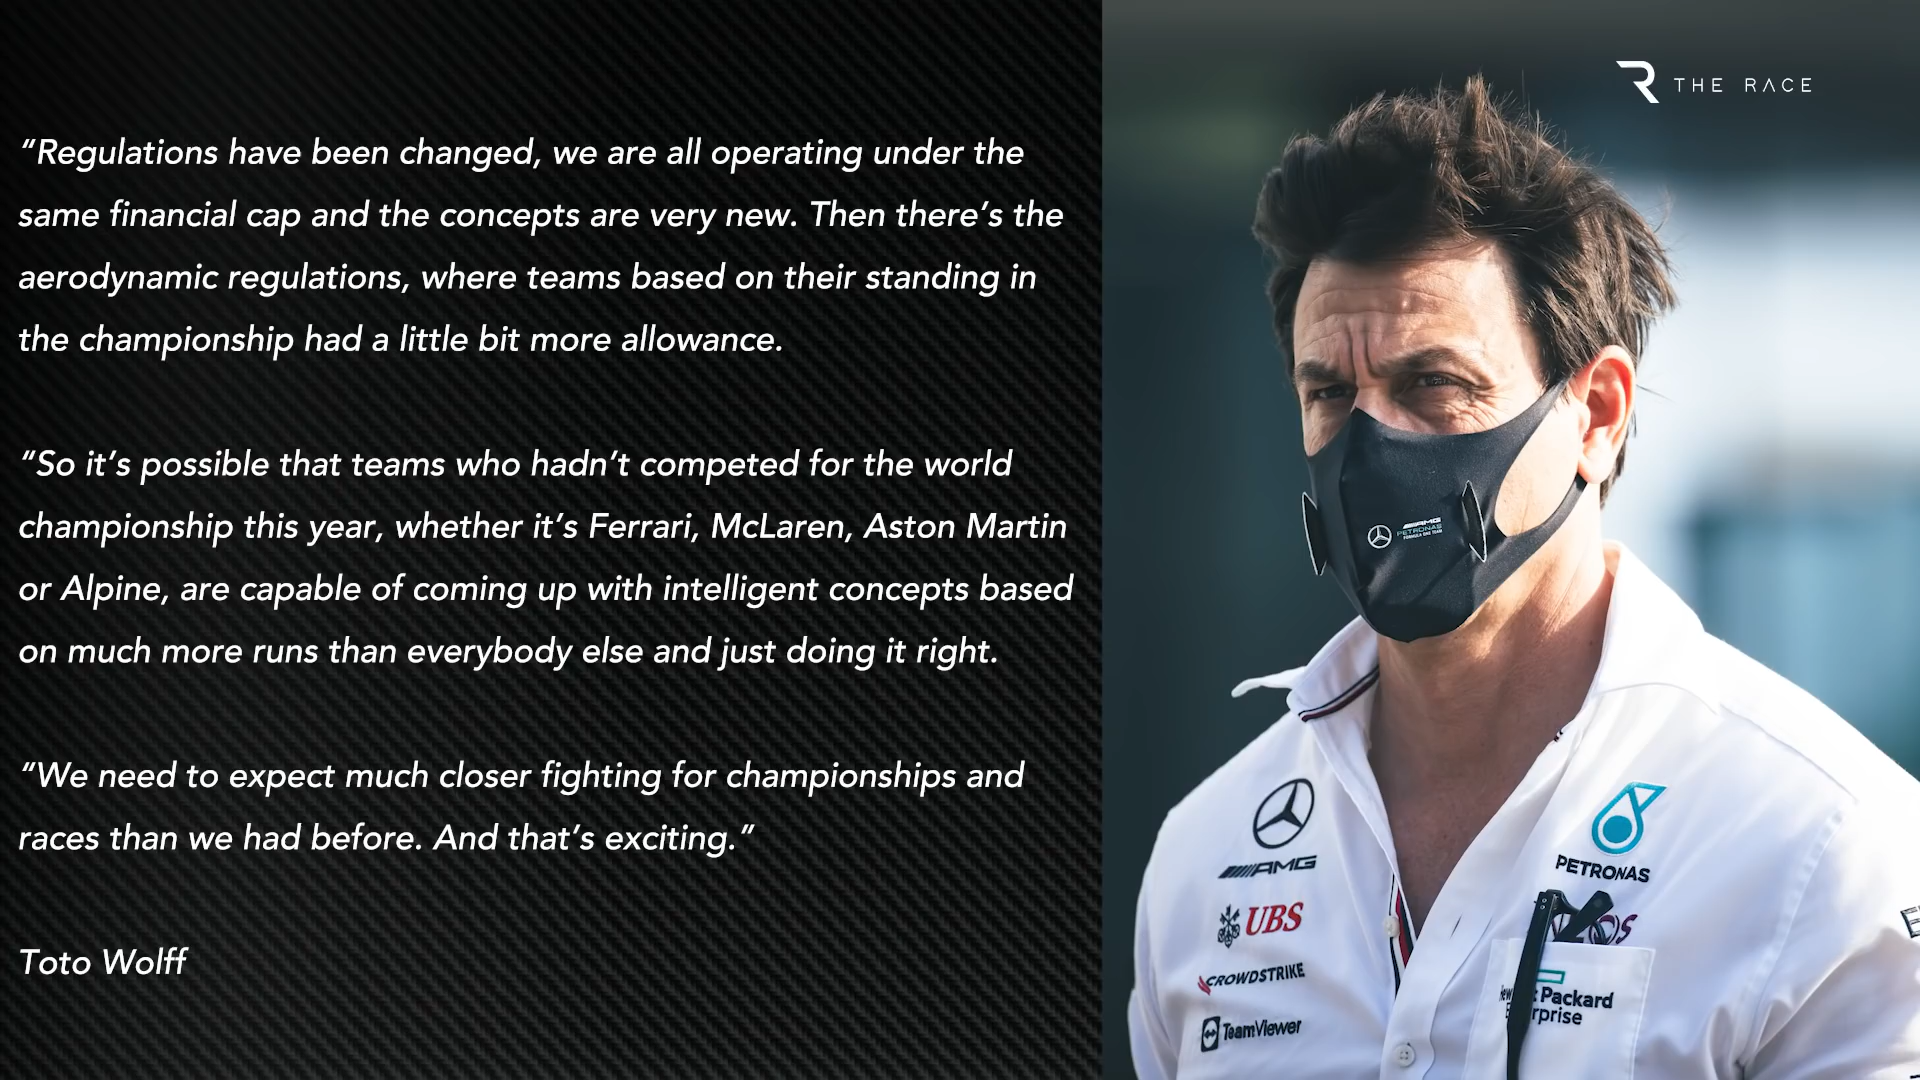 “Regulations have been changed, we are all operating under the
same financial cap and the concepts are very new. Then there’s the
aerodynamic regulations, where teams based on their standing in
the championship had a little bit more allowance.
“So it’s possible that teams who hadn’t competed for the world
championship this year, whether it’s Ferrari, McLaren, Aston Martin
or Alpine, are capable of coming up with intelligent concepts based
on much more runs than everybody else and just doing it right.
“We need to expect much closer fighting for championships and
races than we had before. And that’s exciting.”
Toto Wolff
THE RACE
AMG
PETRONAS
FORMULA ONE TEAM
AMG
UBS
CROWDSTRIKE
TeamViewer
PETRONAS
Packard